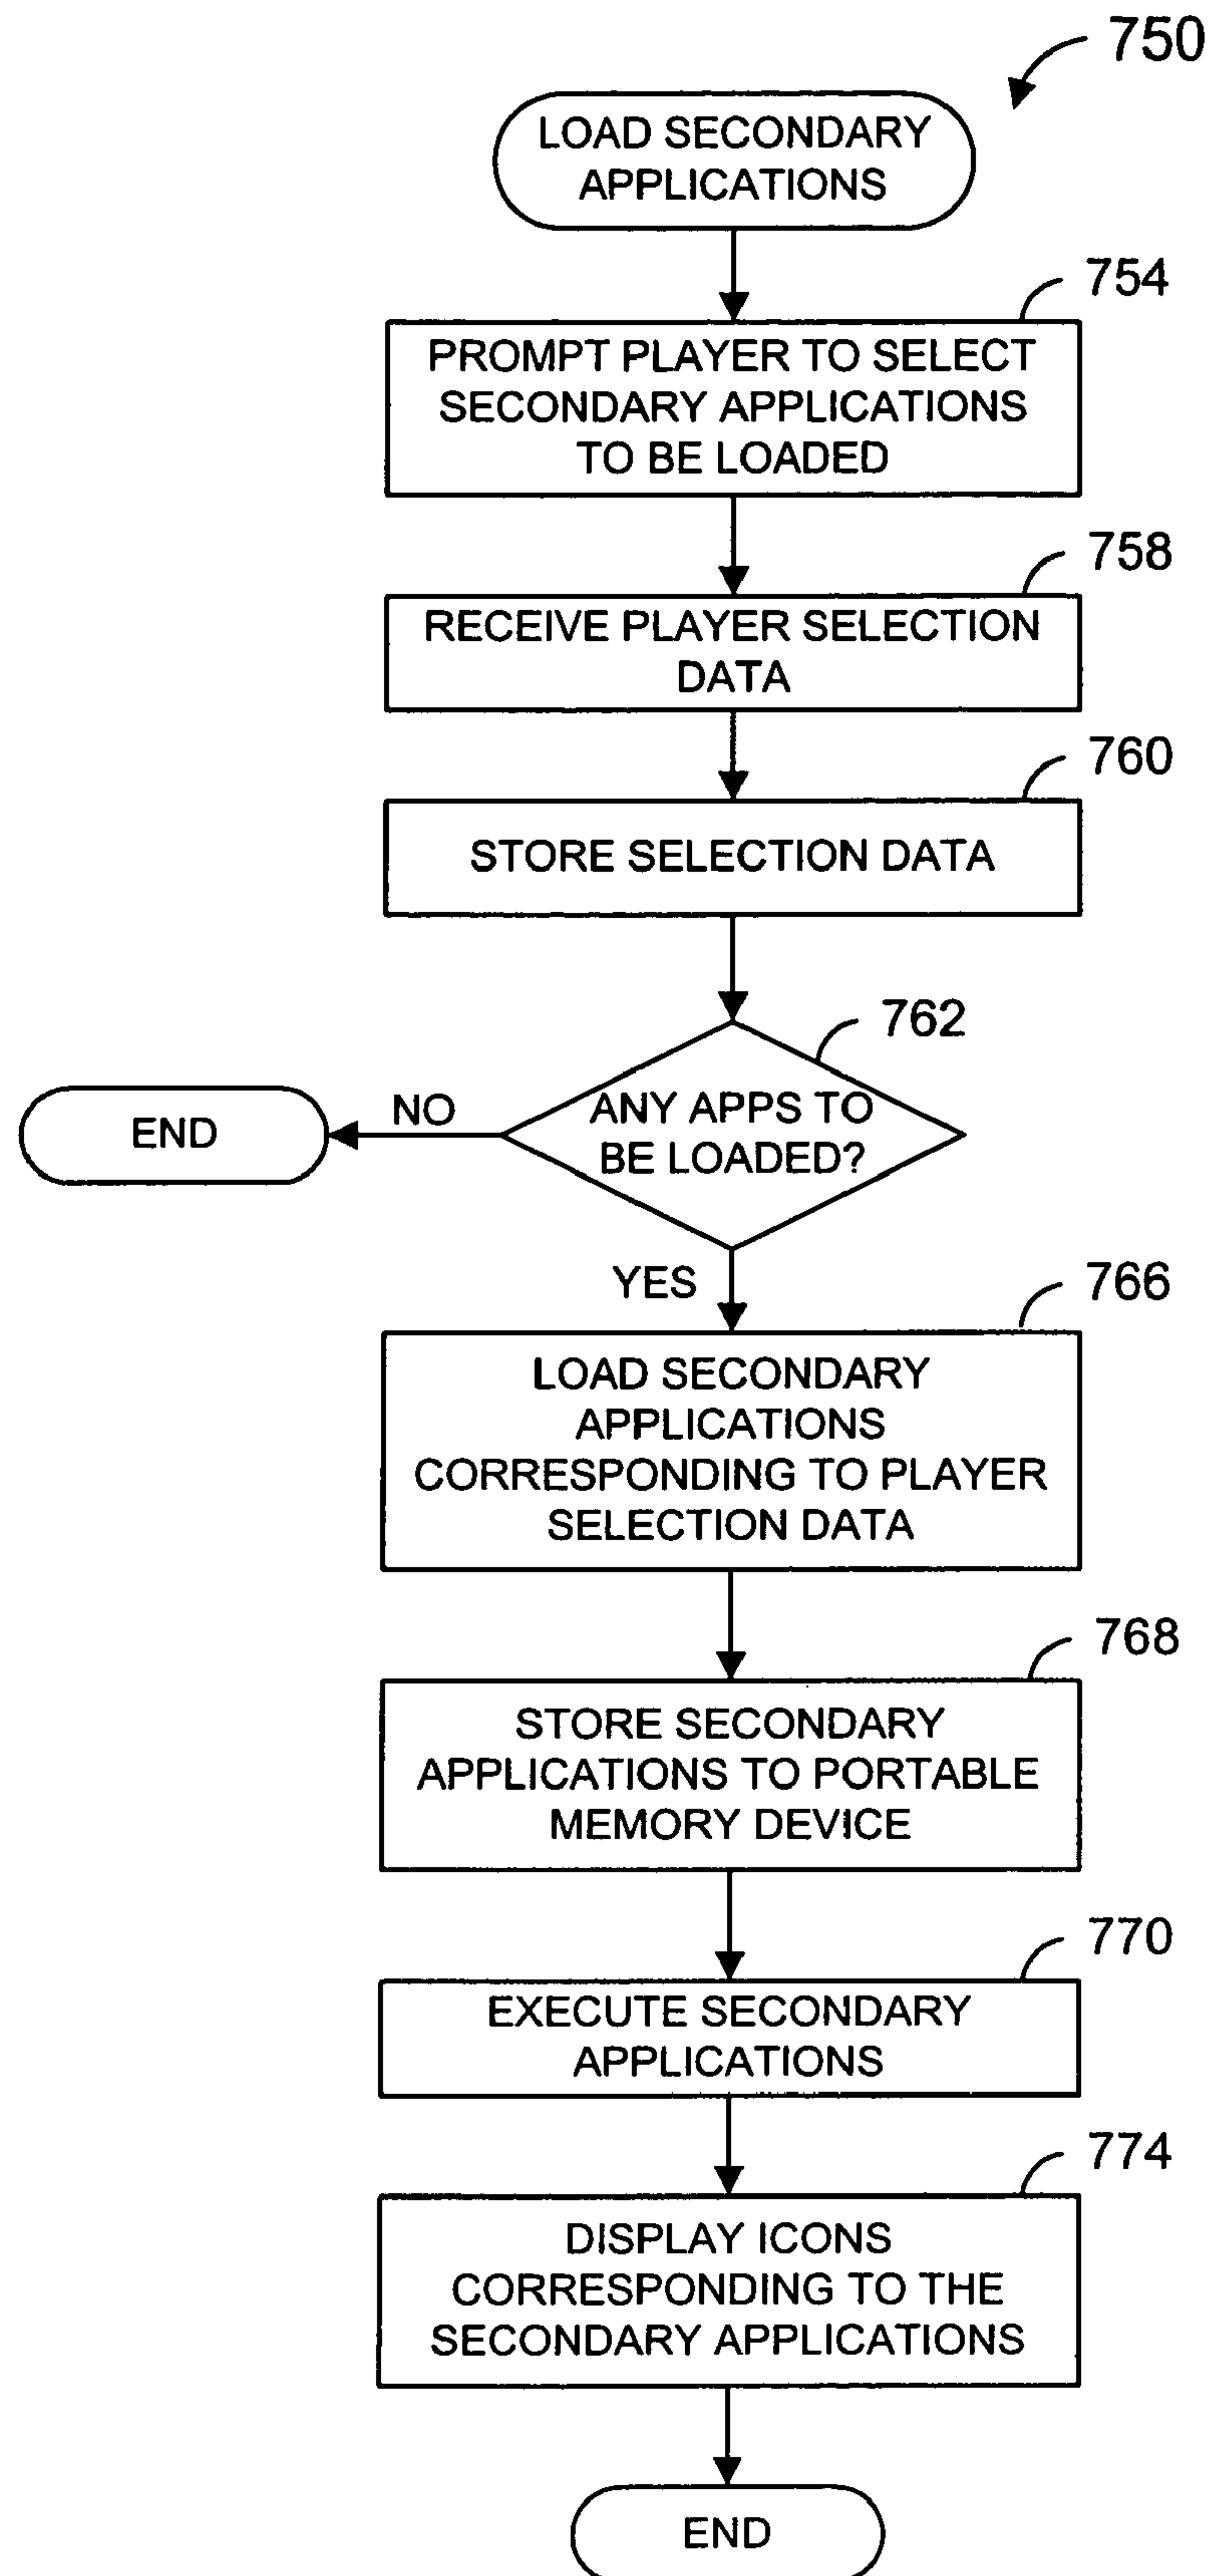 750
LOAD SECONDARY
APPLICATIONS
754
PROMPT PLAYER TO SELECT
SECONDARY APPLICATIONS
TO BE LOADED
758
RECEIVE PLAYER SELECTION
DATA
760
STORE SELECTION DATA
762
ANY APPS TO
BE LOADED?
NO
END
YES
766
LOAD SECONDARY
APPLICATIONS
CORRESPONDING TO PLAYER
SELECTION DATA
768
STORE SECONDARY
APPLICATIONS TO PORTABLE
MEMORY DEVICE
770
EXECUTE SECONDARY
APPLICATIONS
774
DISPLAY ICONS
CORRESPONDING TO THE
SECONDARY APPLICATIONS
END